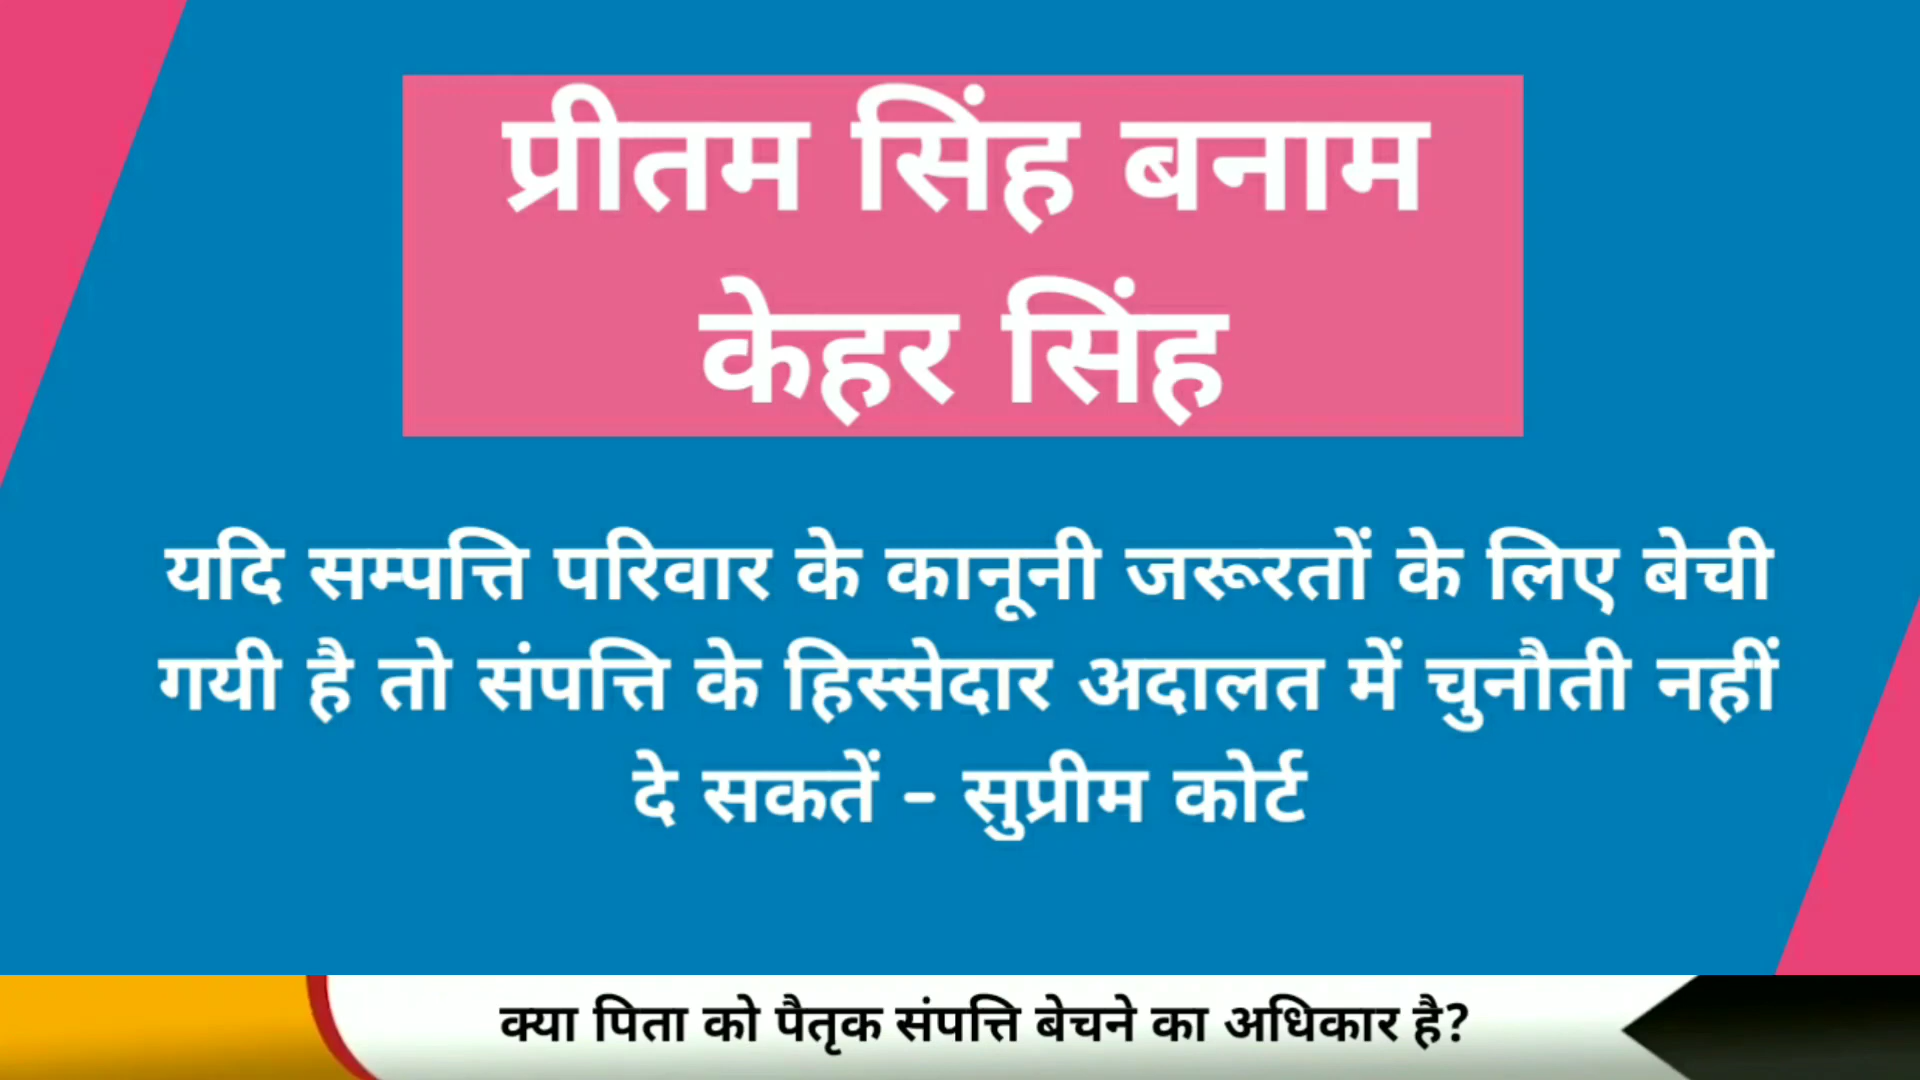 प्रीतम सिंह बनाम
केहर सिंह
यदि सम्पत्ति परिवार के कानूनी जरूरतों के लिए बेची
गयी है तो संपत्ति के हिस्सेदार अदालत में चुनौती नहीं
दे सकतें - सुप्रीम कोर्ट
क्या पिता को पैतृक संपत्ति बेचने का अधिकार है?